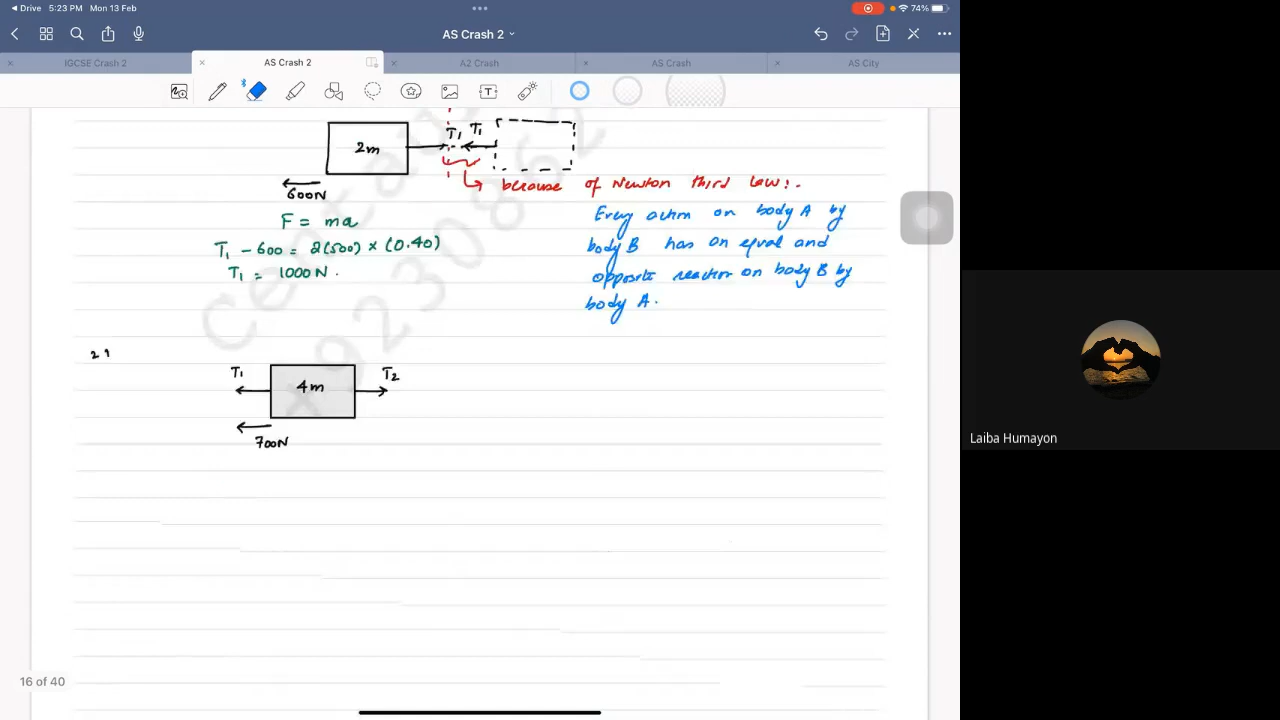 Drive 5:23 PM Mon 13 Feb
74%
AS Crash 2
IGCSE Crash 2
AS Crash 2
A2 Crash
AS Crash
AS City
2m
T1 T1
600N
because of Newton third law:.
F = ma
T1 - 600 = 2(500) × (0.40)
T1 = 1000N.
Every action on body A by
body B has an equal and
opposite reaction on body B by
body A.
T1
4m
T2
700N
Laiba Humayon
16 of 40